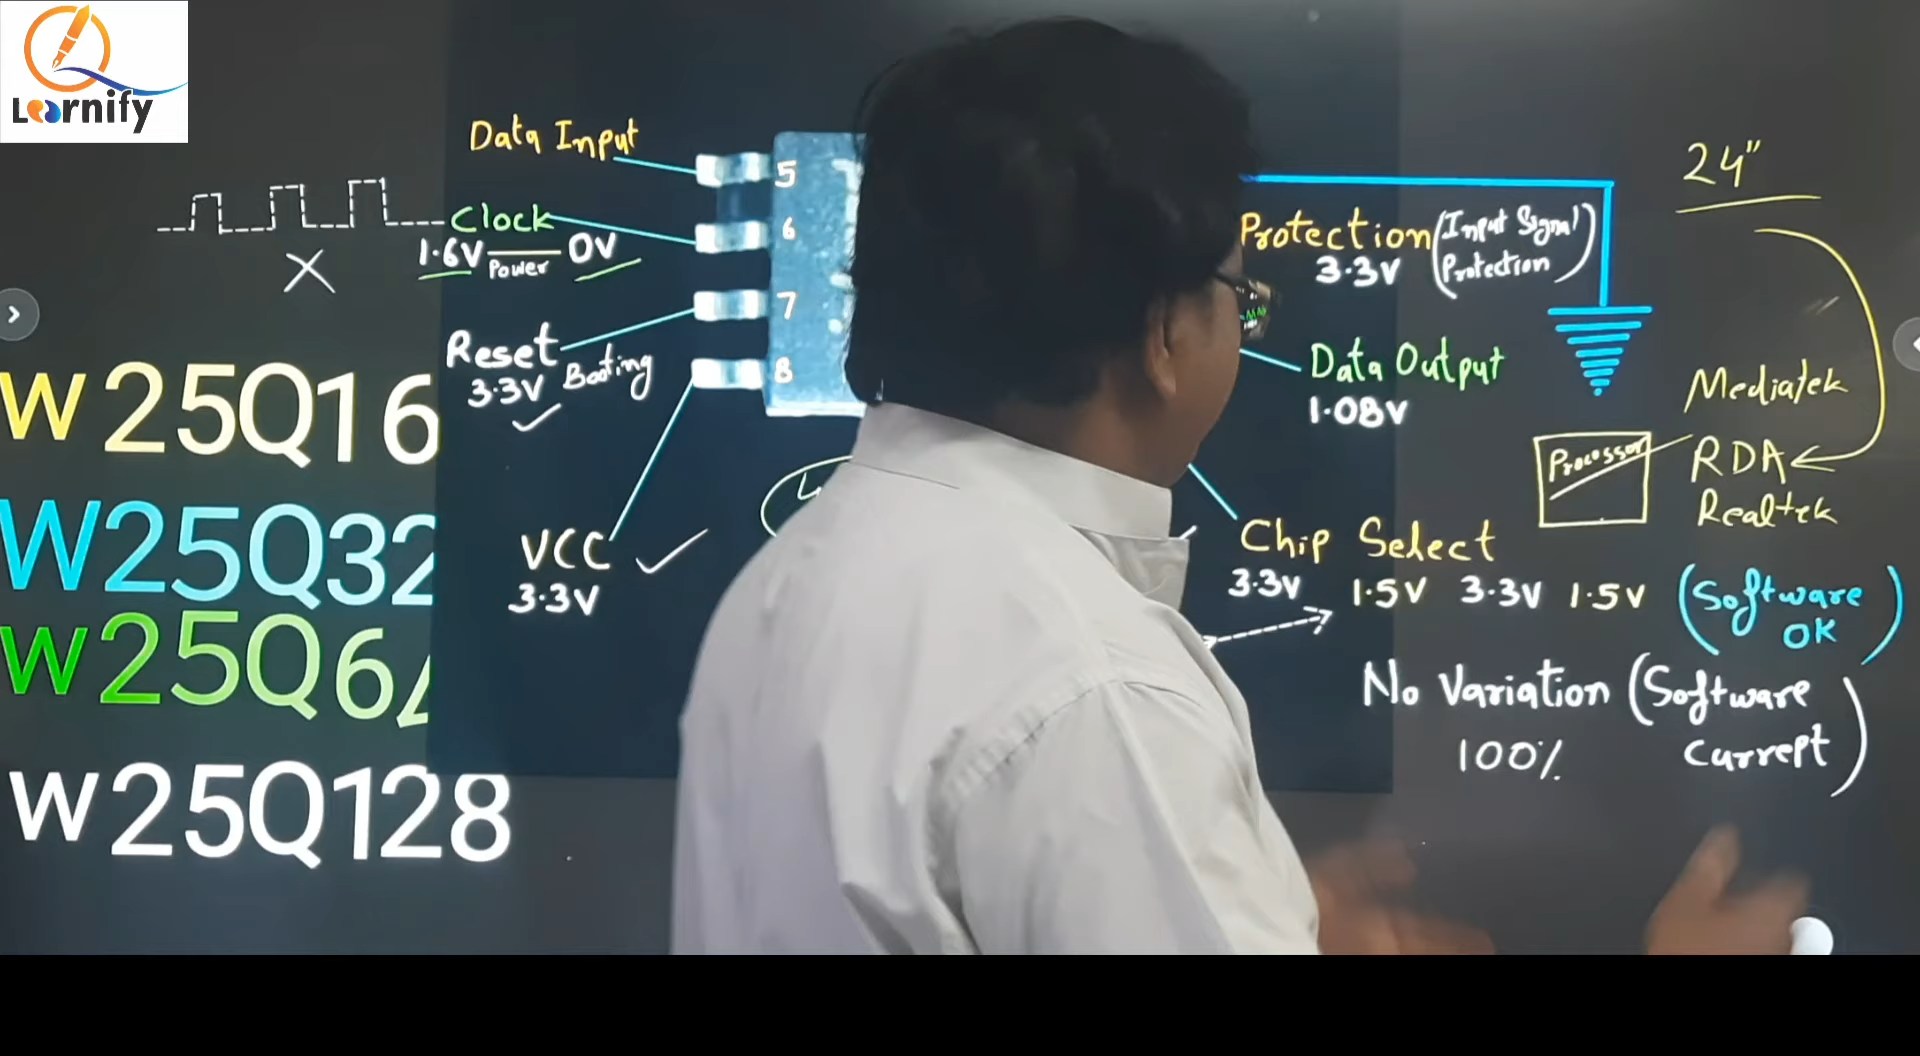 Learnify
Data Input
5
Clock
6
1.6V Power 0V
X
Reset
7
3.3V Booting
8
VCC
3.3V
W25Q16
W25Q32
W25Q64
W25Q128
Protection (Input Signal
3.3V Protection)
Data Output
1.08V
Chip Select
3.3V 1.5V 3.3V 1.5V (Software
OK)
No Variation (Software
100% Currept)
24"
Mediatek
Processor
RDA
Realtek